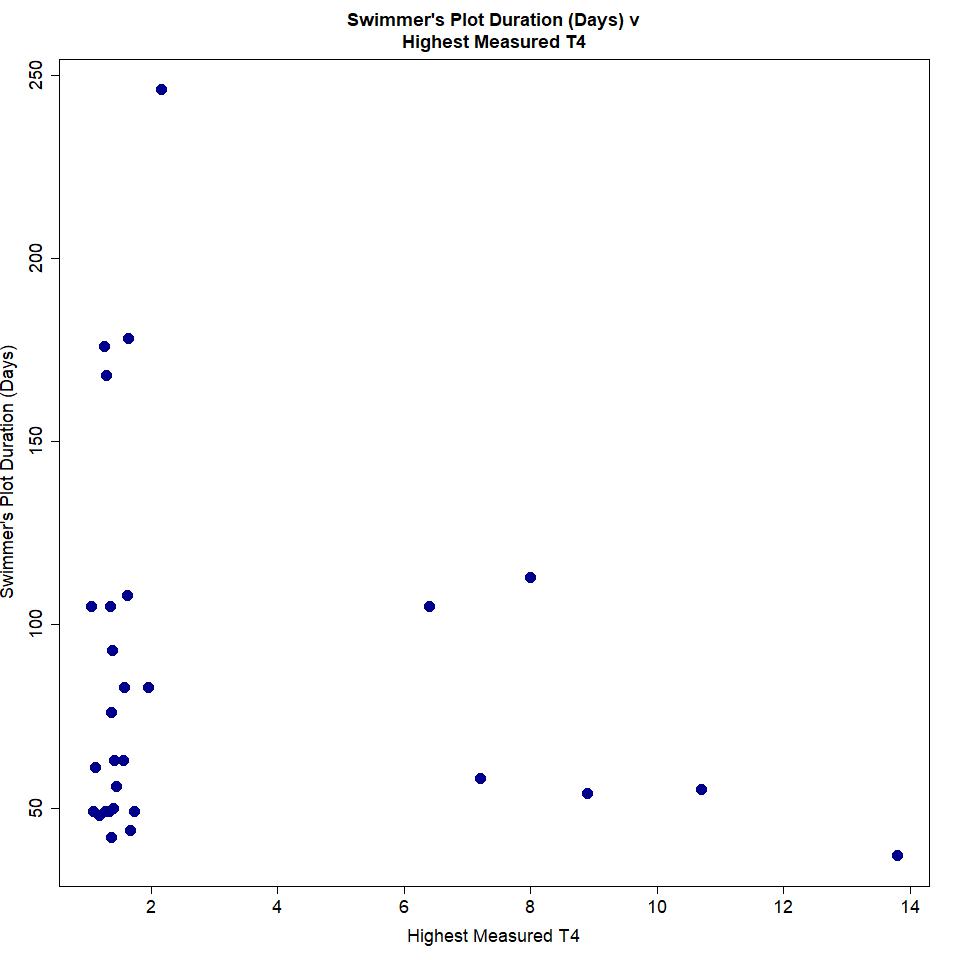 Swimmer's Plot Duration (Days) v
Highest Measured T4
250
200
150
100
50
Swimmer's Plot Duration (Days)
2 4 6 8 10 12 14
Highest Measured T4